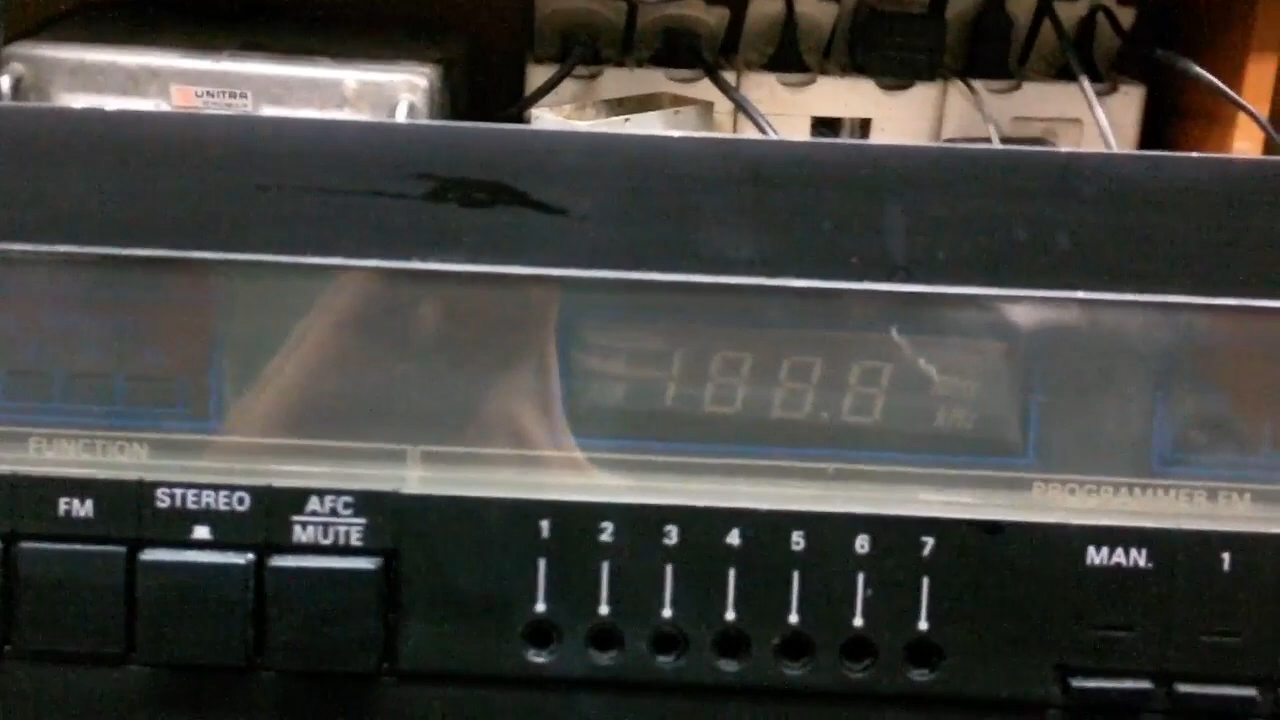 UNITRA
188.8
kHz
FUNCTION
PROGRAMMER FM
FM
STEREO
AFC
MUTE
1
2
3
4
5
6
7
MAN.
1